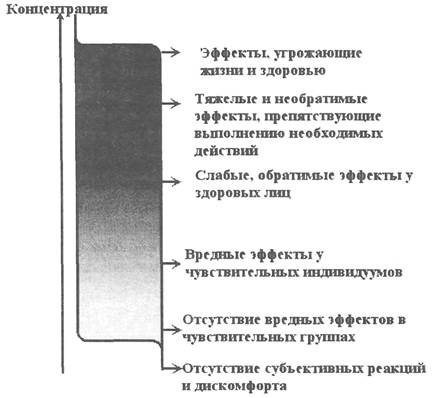 Концентрация
Эффекты, угрожающие
жизни и здоровью
Тяжелые и необратимые
эффекты, препятствующие
выполнению необходимых
действий
Слабые, обратимые эффекты у
здоровых лиц
Вредные эффекты у
чувствительных индивидуумов
Отсутствие вредных эффектов в
чувствительных группах
Отсутствие субъективных реакций
и дискомфорта